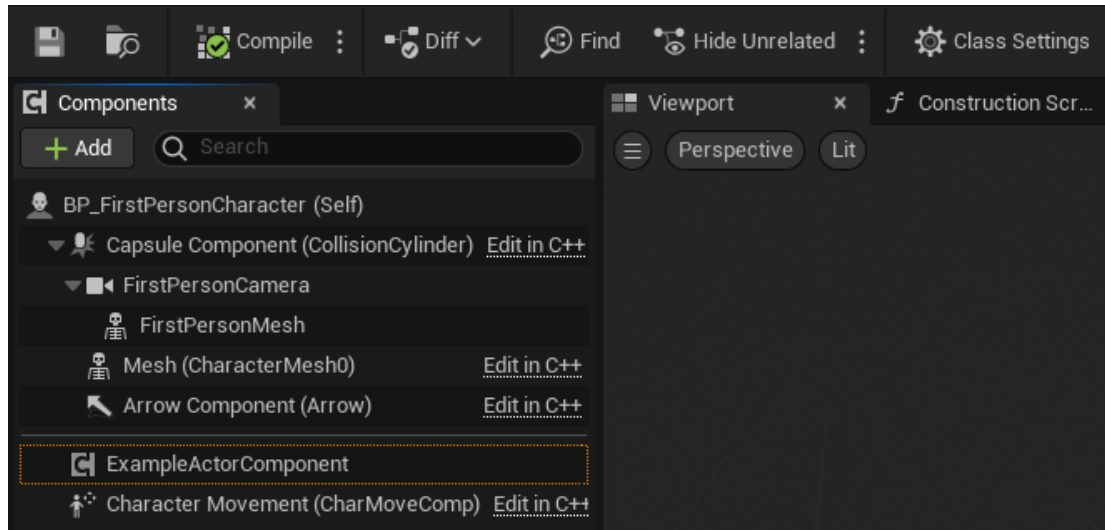 Compile Diff Find Hide Unrelated Class Settings
Components Viewport Construction Scr...
Add Search Perspective Lit
BP_FirstPersonCharacter (Self)
Capsule Component (CollisionCylinder) Edit in C++
FirstPersonCamera
FirstPersonMesh
Mesh (CharacterMesh0) Edit in C++
Arrow Component (Arrow) Edit in C++
ExampleActorComponent
Character Movement (CharMoveComp) Edit in C++